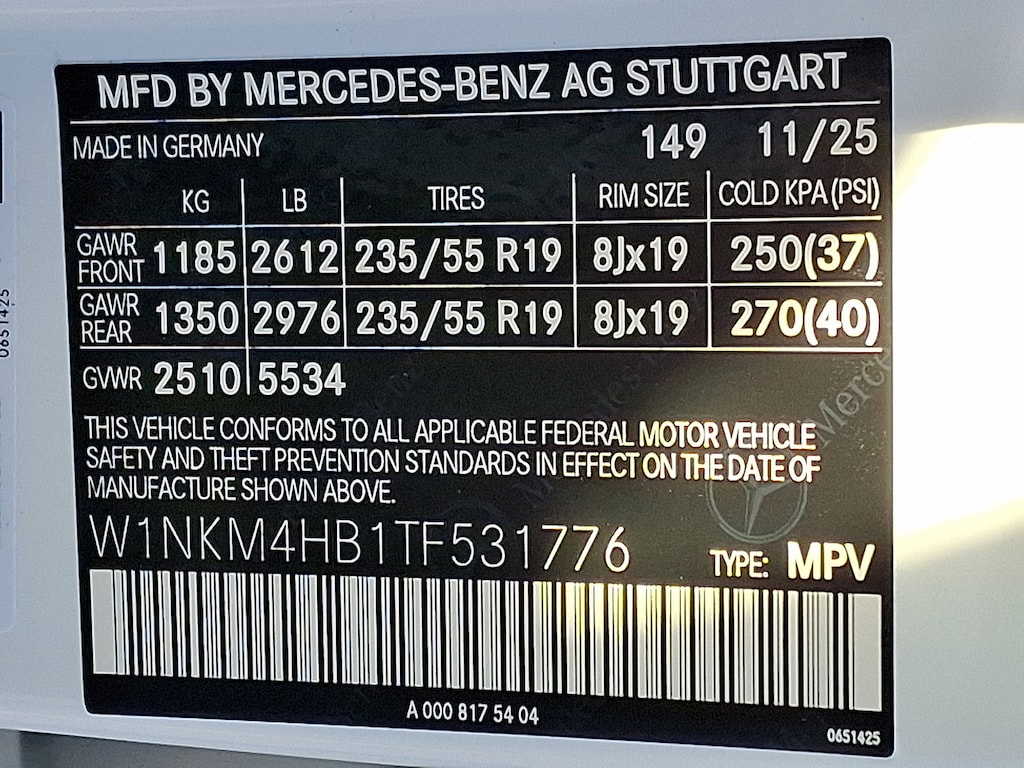 MFD BY MERCEDES-BENZ AG STUTTGART
MADE IN GERMANY 149 11/25
KG LB TIRES RIM SIZE COLD KPA (PSI)
GAWR FRONT 1185 2612 235/55 R19 8Jx19 250(37)
GAWR REAR 1350 2976 235/55 R19 8Jx19 270(40)
GVWR 2510 5534
THIS VEHICLE CONFORMS TO ALL APPLICABLE FEDERAL MOTOR VEHICLE
SAFETY AND THEFT PREVENTION STANDARDS IN EFFECT ON THE DATE OF
MANUFACTURE SHOWN ABOVE.
W1NKM4HB1TF531776 TYPE: MPV
A 000 817 54 04
0651425
0651425